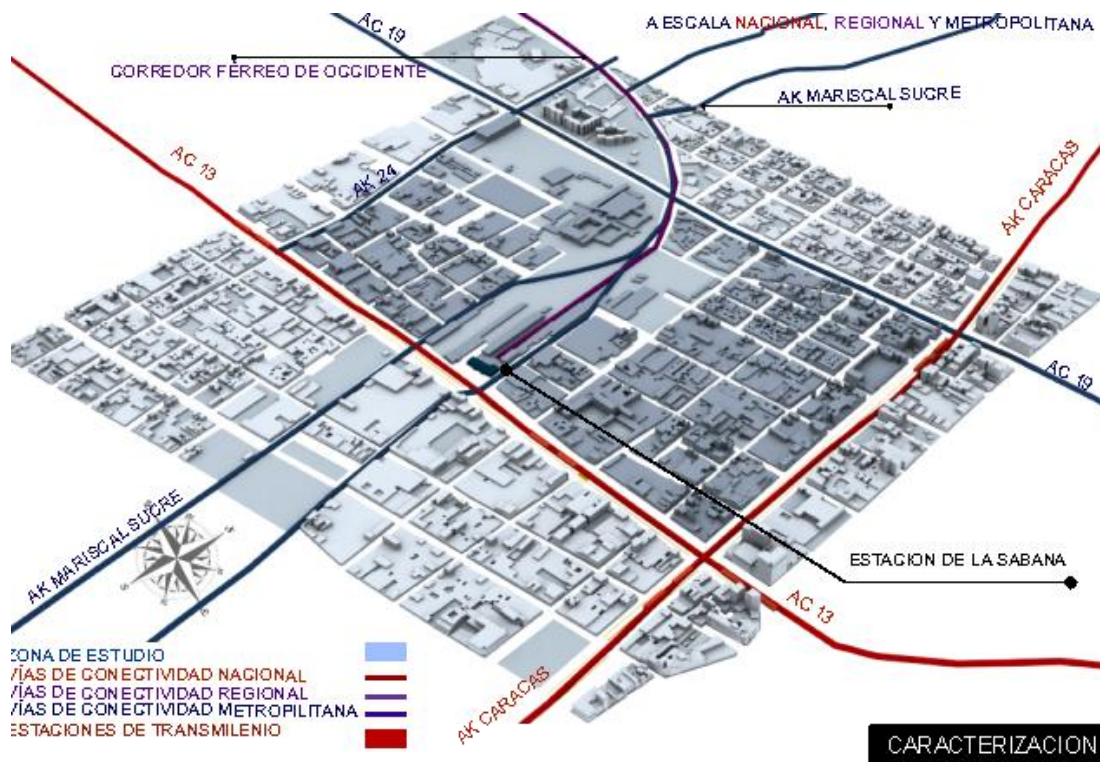 AC 19
A ESCALA NACIONAL, REGIONAL Y METROPOLITANA
CORREDOR FERREO DE OCCIDENTE
AK MARISCAL SUCRE
AC 13
AK 24
AK CARACAS
AC 19
AK MARISCAL SUCRE
ESTACION DE LA SABANA
AC 13
ZONA DE ESTUDIO
VÍAS DE CONECTIVIDAD NACIONAL
VÍAS DE CONECTIVIDAD REGIONAL
VÍAS DE CONECTIVIDAD METROPILITANA
ESTACIONES DE TRANSMILENIO
AK CARACAS
CARACTERIZACION